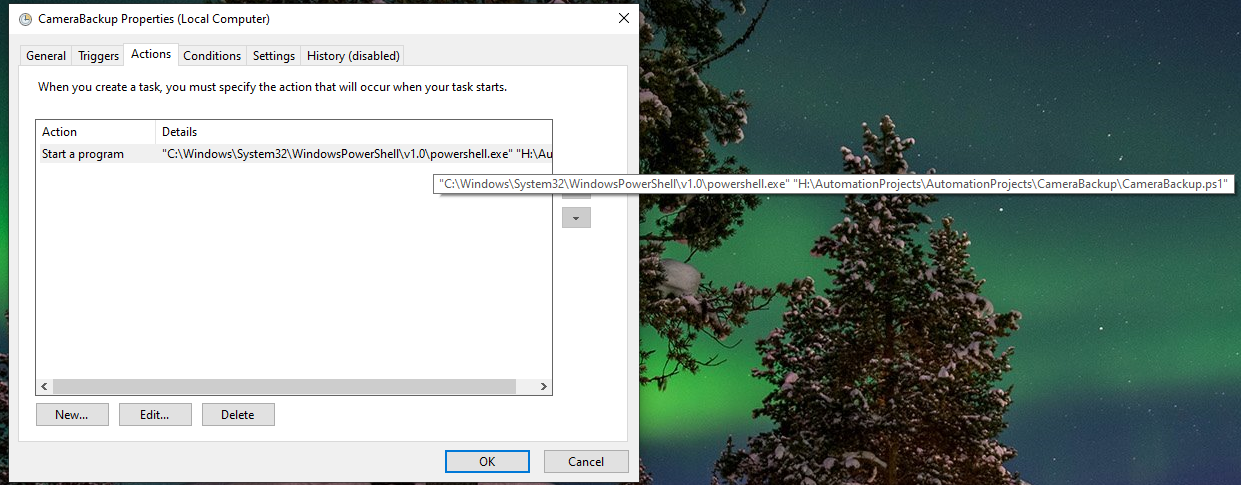 CameraBackup Properties (Local Computer)
General Triggers Actions Conditions Settings History (disabled)
When you create a task, you must specify the action that will occur when your task starts.
Action Details
Start a program "C:\Windows\System32\WindowsPowerShell\v1.0\powershell.exe" "H:\Au
"C:\Windows\System32\WindowsPowerShell\v1.0\powershell.exe" "H:\AutomationProjects\AutomationProjects\CameraBackup\CameraBackup.ps1"
New... Edit... Delete
OK Cancel